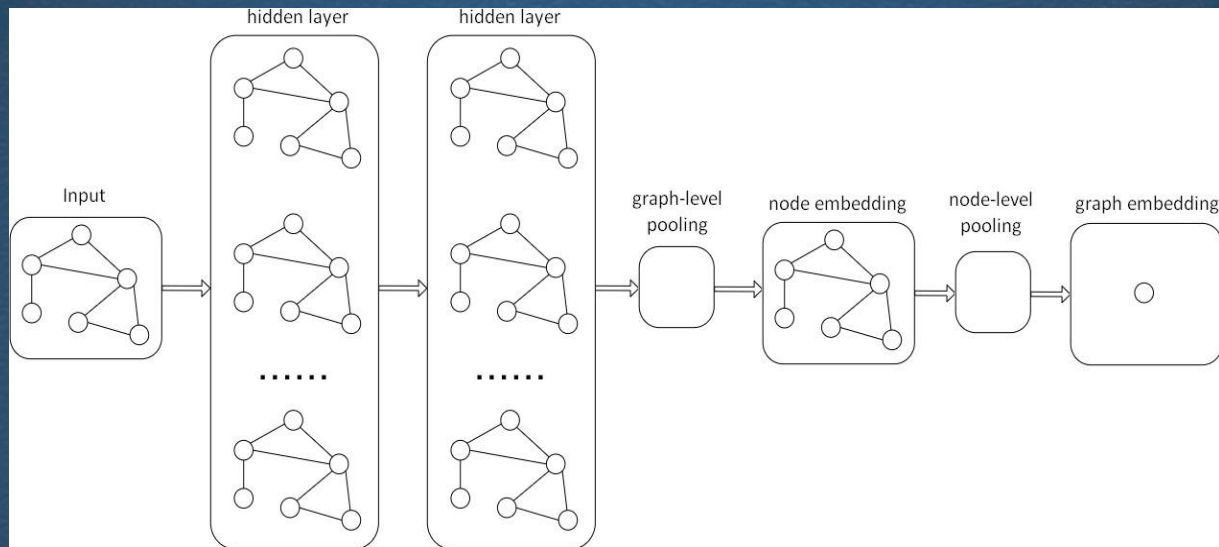 hidden layer
hidden layer
Input
......
......
graph-level
pooling
node embedding
node-level
pooling
graph embedding